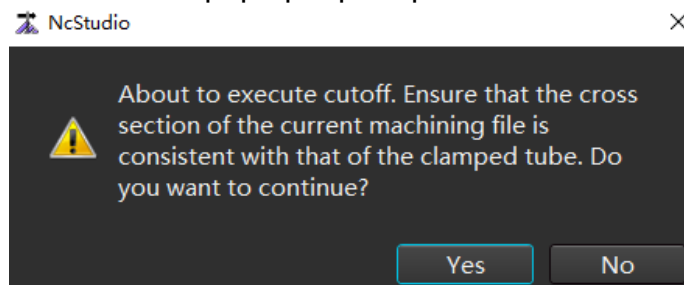 NcStudio
About to execute cutoff. Ensure that the cross
section of the current machining file is
consistent with that of the clamped tube. Do
you want to continue?
Yes No